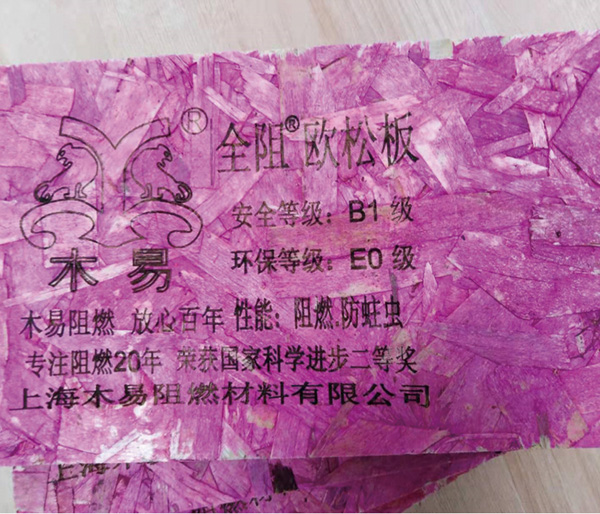 ®
全阻®欧松板
安全等级：B1 级
环保等级：E0 级
木易
木易阻燃 放心百年 性能：阻燃.防蛀虫
专注阻燃20年 荣获国家科学进步二等奖
上海木易阻燃材料有限公司
上海木